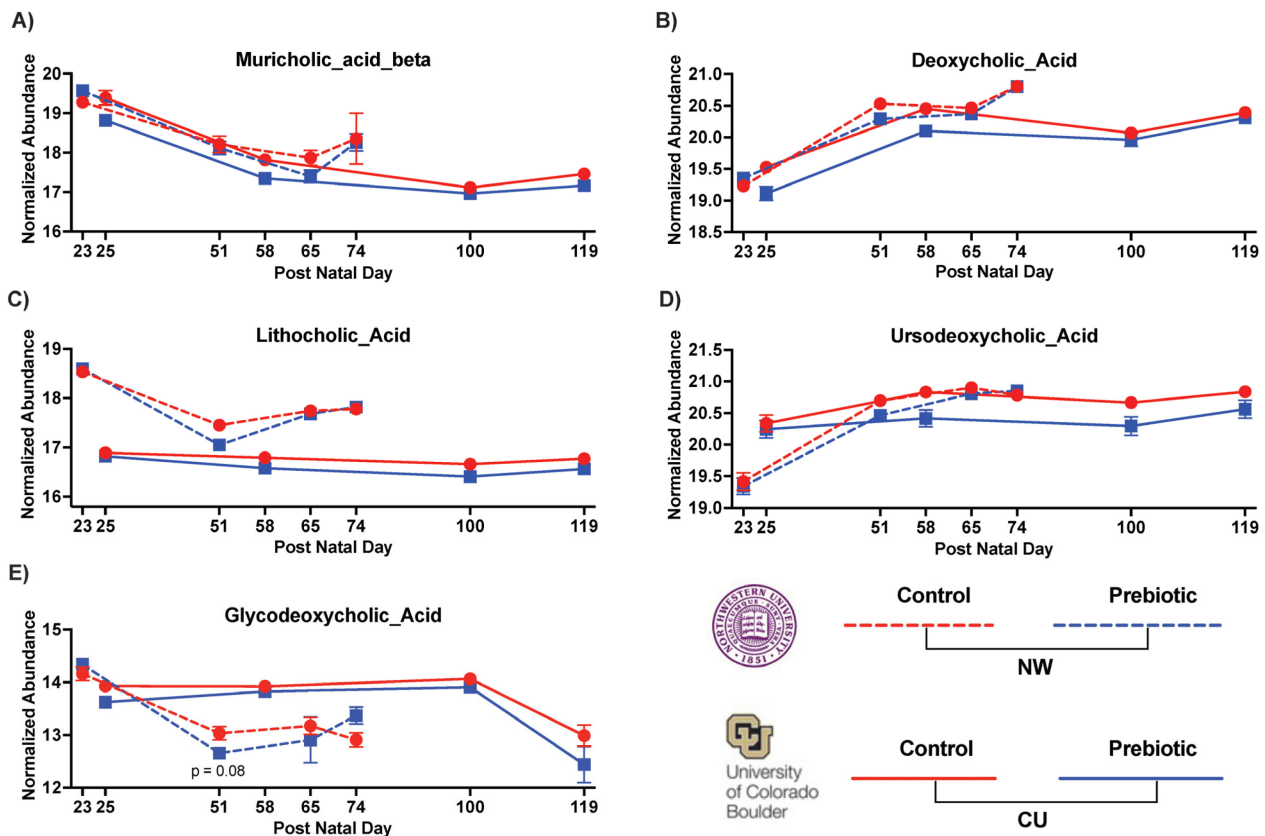 A)
Muricholic_acid_beta
Normalized Abundance
20
19
18
17
16
23 25 51 58 65 74 100 119
Post Natal Day
B)
Deoxycholic_Acid
Normalized Abundance
21.0
20.5
20.0
19.5
19.0
18.5
23 25 51 58 65 74 100 119
Post Natal Day
C)
Lithocholic_Acid
Normalized Abundance
19
18
17
16
23 25 51 58 65 74 100 119
Post Natal Day
D)
Ursodeoxycholic_Acid
Normalized Abundance
21.5
21.0
20.5
20.0
19.5
19.0
23 25 51 58 65 74 100 119
Post Natal Day
E)
Glycodeoxycholic_Acid
Normalized Abundance
15
14
13
12
p = 0.08
23 25 51 58 65 74 100 119
Post Natal Day
NORTHWESTERN UNIVERSITY
1851
Control Prebiotic
NW
CU
University
of Colorado
Boulder
Control Prebiotic
CU